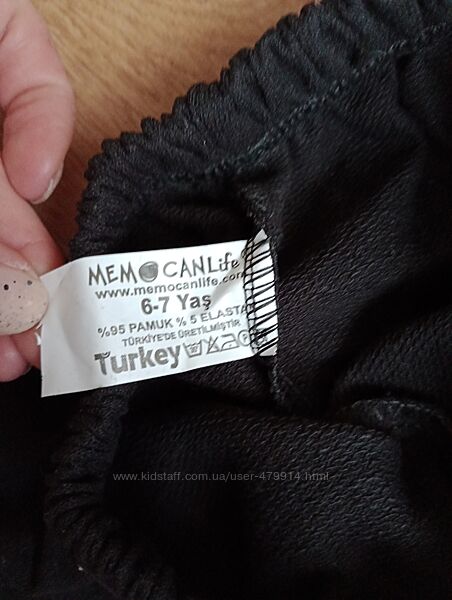 MEMOCANLife
www.memocanlife.com
6-7 Yaş
%95 PAMUK % 5 ELASTA
TÜRKİYE'DE ÜRETİLMİŞTİR
Turkey
www.kidstaff.com.ua/user-479914.html